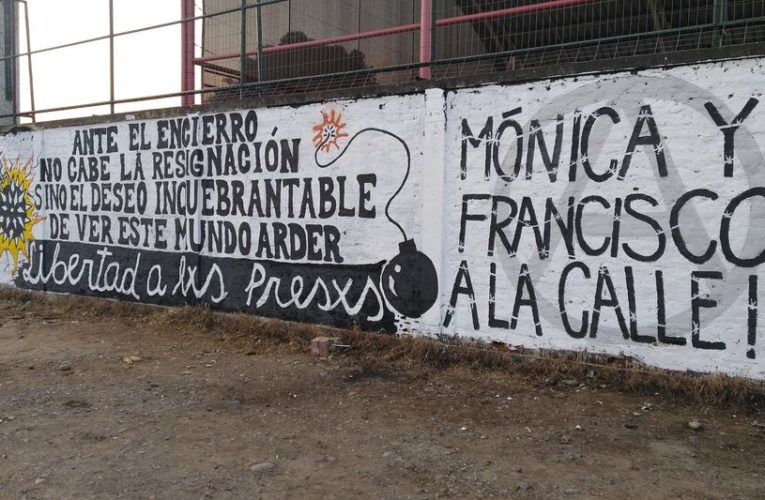 ANTE EL ENCIERRO
NO CABE LA RESIGNACIÓN
SINO EL DESEO INCUEBRANTABLE
DE VER ESTE MUNDO ARDER
Libertad a lxs Presxs
MÓNICA Y
FRANCISCO
A LA CALLE!